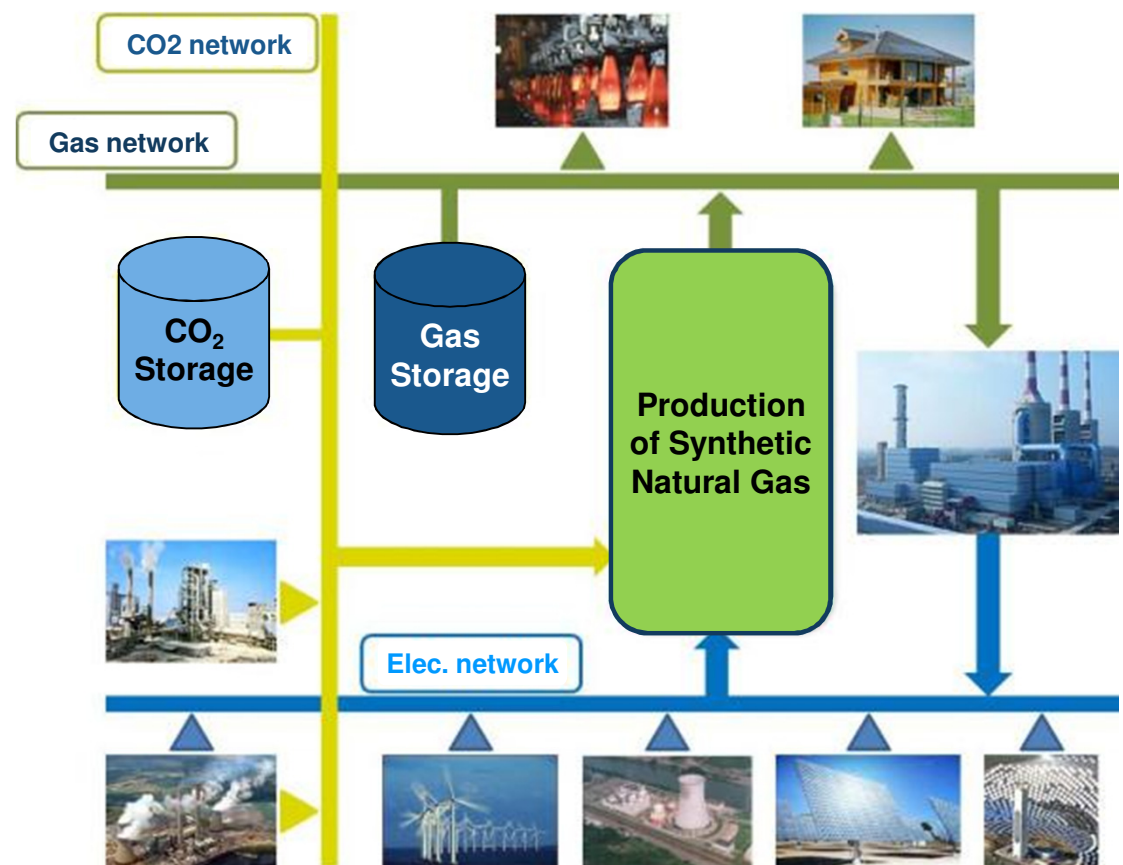 CO2 network
Gas network
CO₂
Storage
Gas
Storage
Production
of Synthetic
Natural Gas
Elec. network